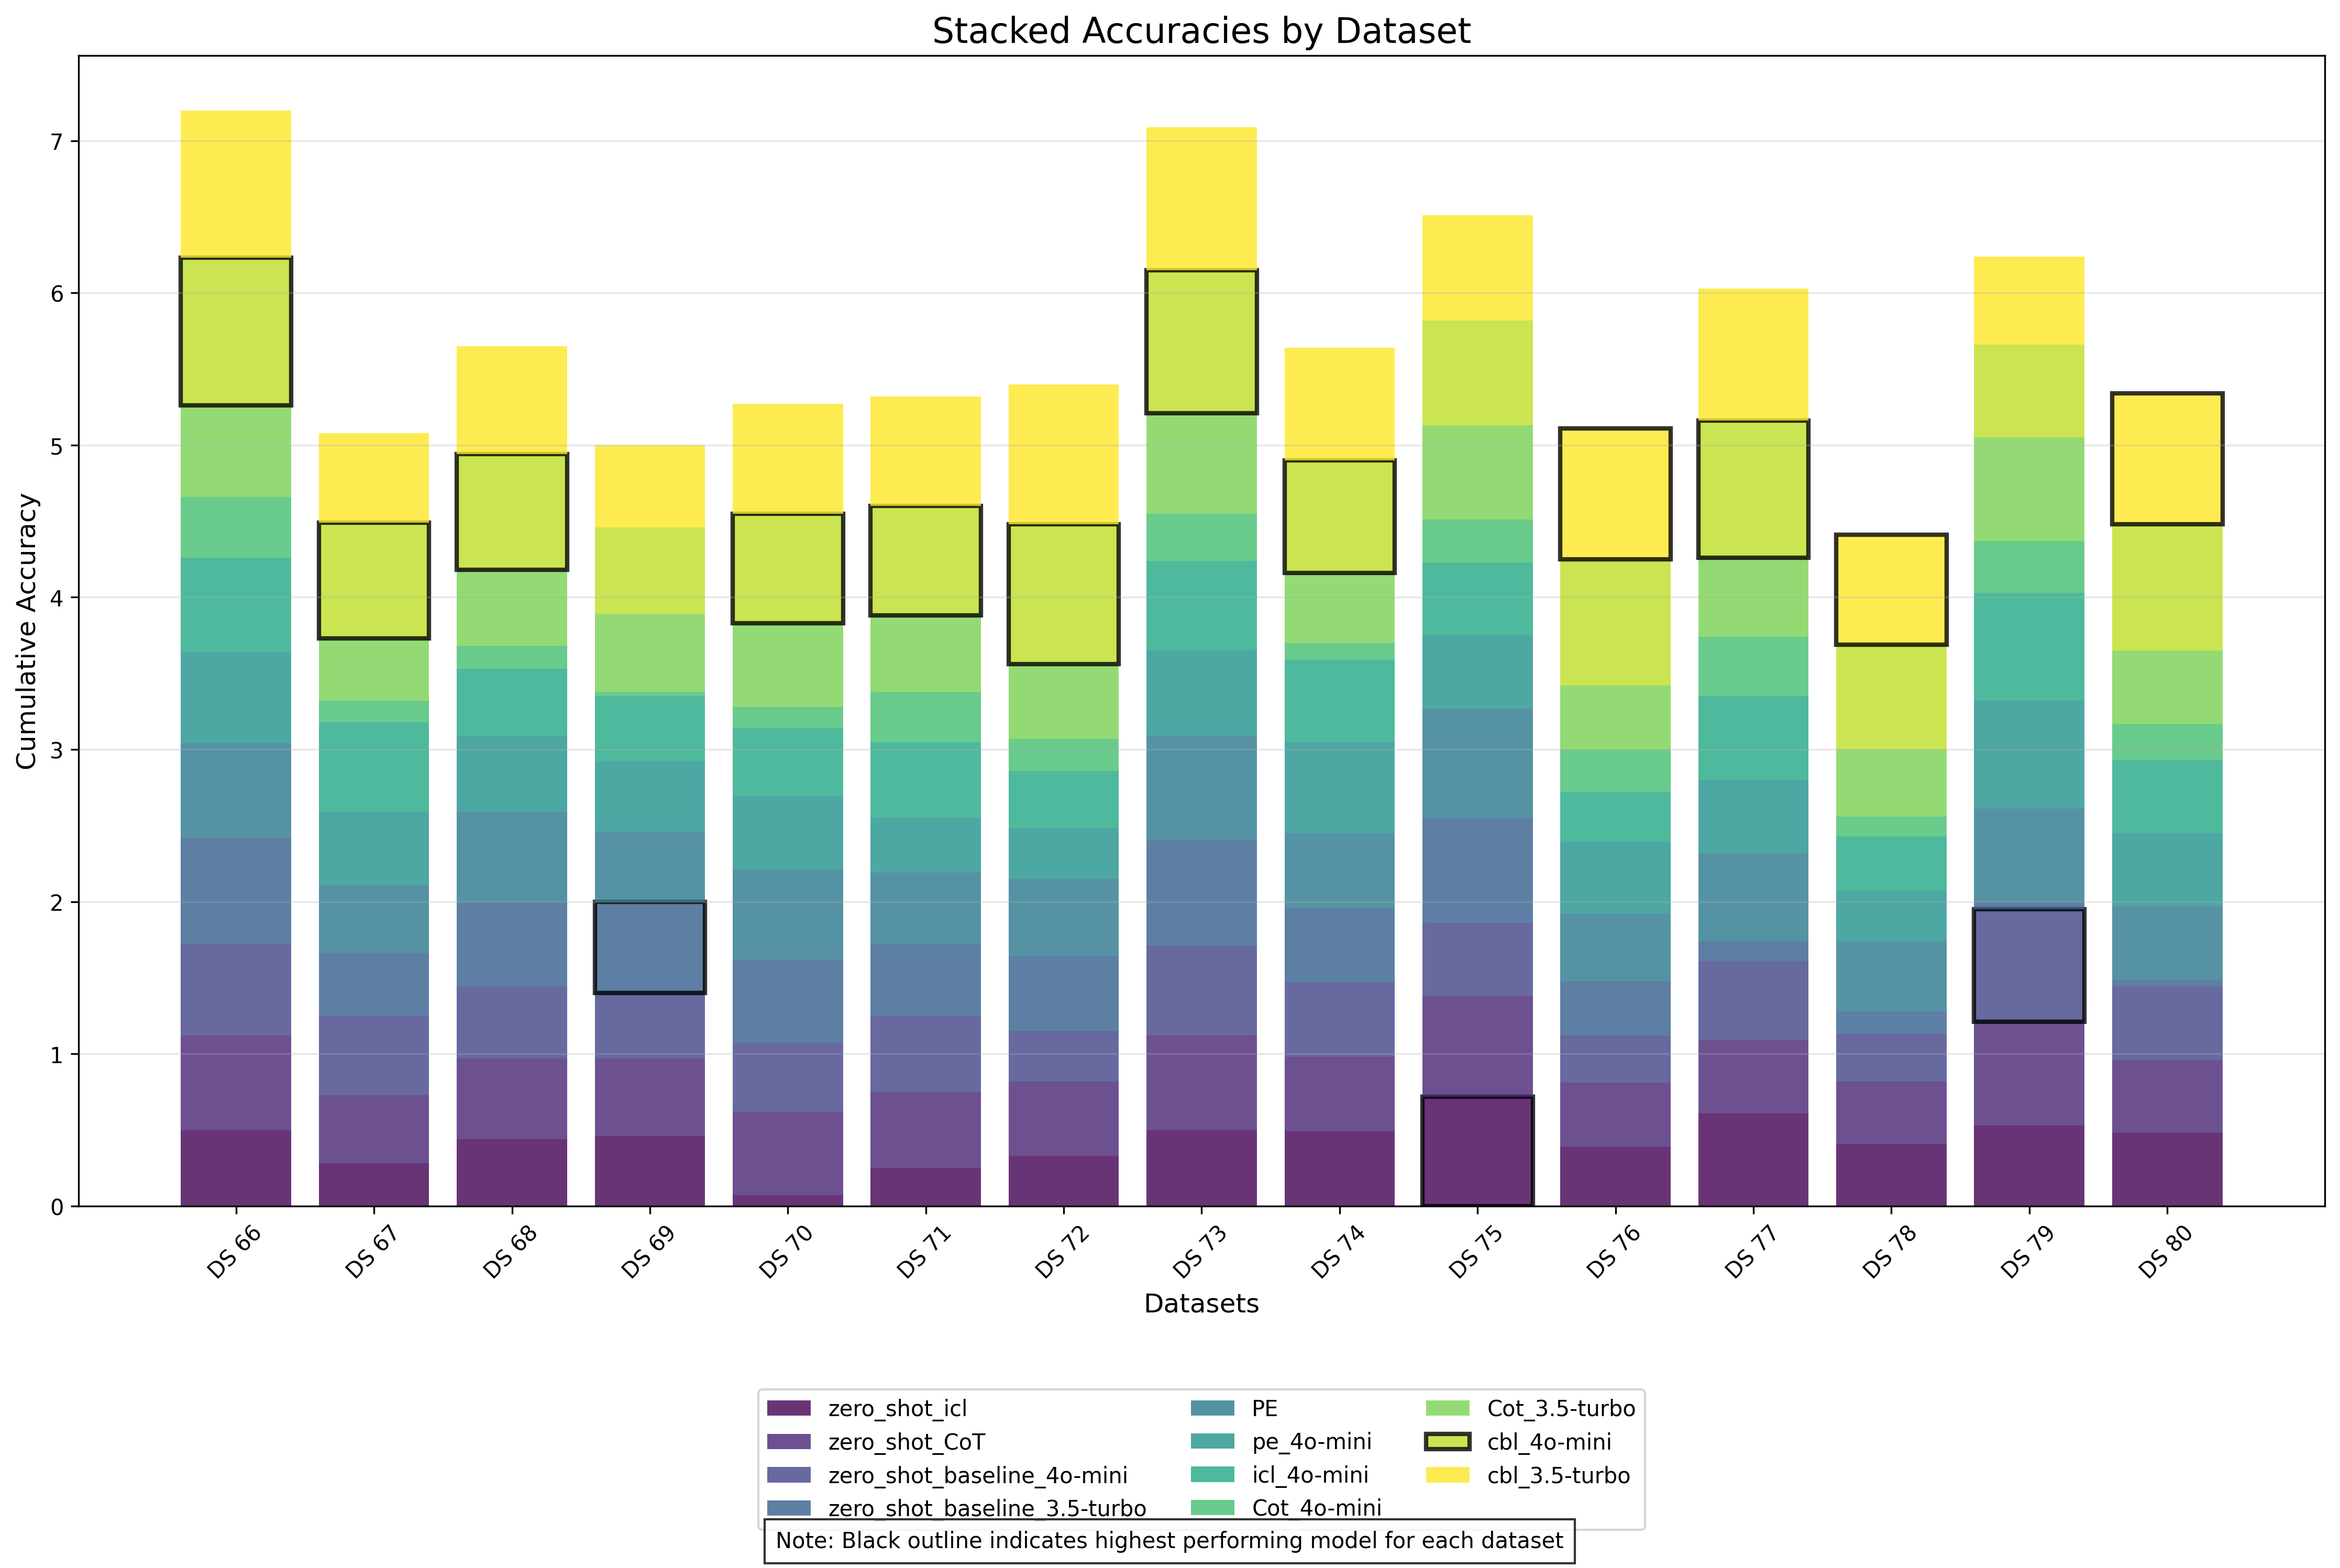 Stacked Accuracies by Dataset
Cumulative Accuracy
7
6
5
4
3
2
1
0
DS 66
DS 67
DS 68
DS 69
DS 70
DS 71
DS 72
DS 73
DS 74
DS 75
DS 76
DS 77
DS 78
DS 79
DS 80
Datasets
zero_shot_icl
zero_shot_CoT
zero_shot_baseline_4o-mini
zero_shot_baseline_3.5-turbo
PE
pe_4o-mini
icl_4o-mini
Cot_4o-mini
Cot_3.5-turbo
cbl_4o-mini
cbl_3.5-turbo
Note: Black outline indicates highest performing model for each dataset